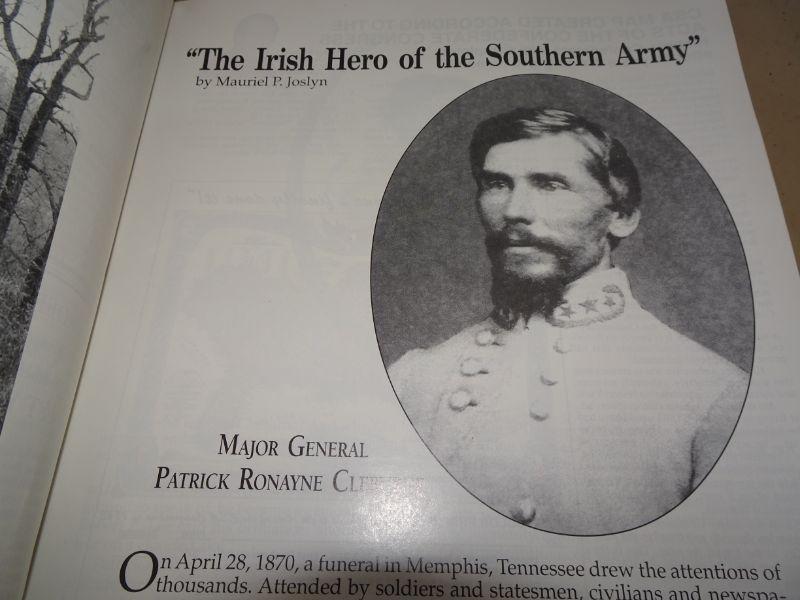 "The Irish Hero of the Southern Army"
by Mauriel P. Joslyn
MAJOR GENERAL
PATRICK RONAYNE
On April 28, 1870, a funeral in Memphis, Tennessee drew the attentions of
thousands. Attended by soldiers and statesmen, civilians and newspa-